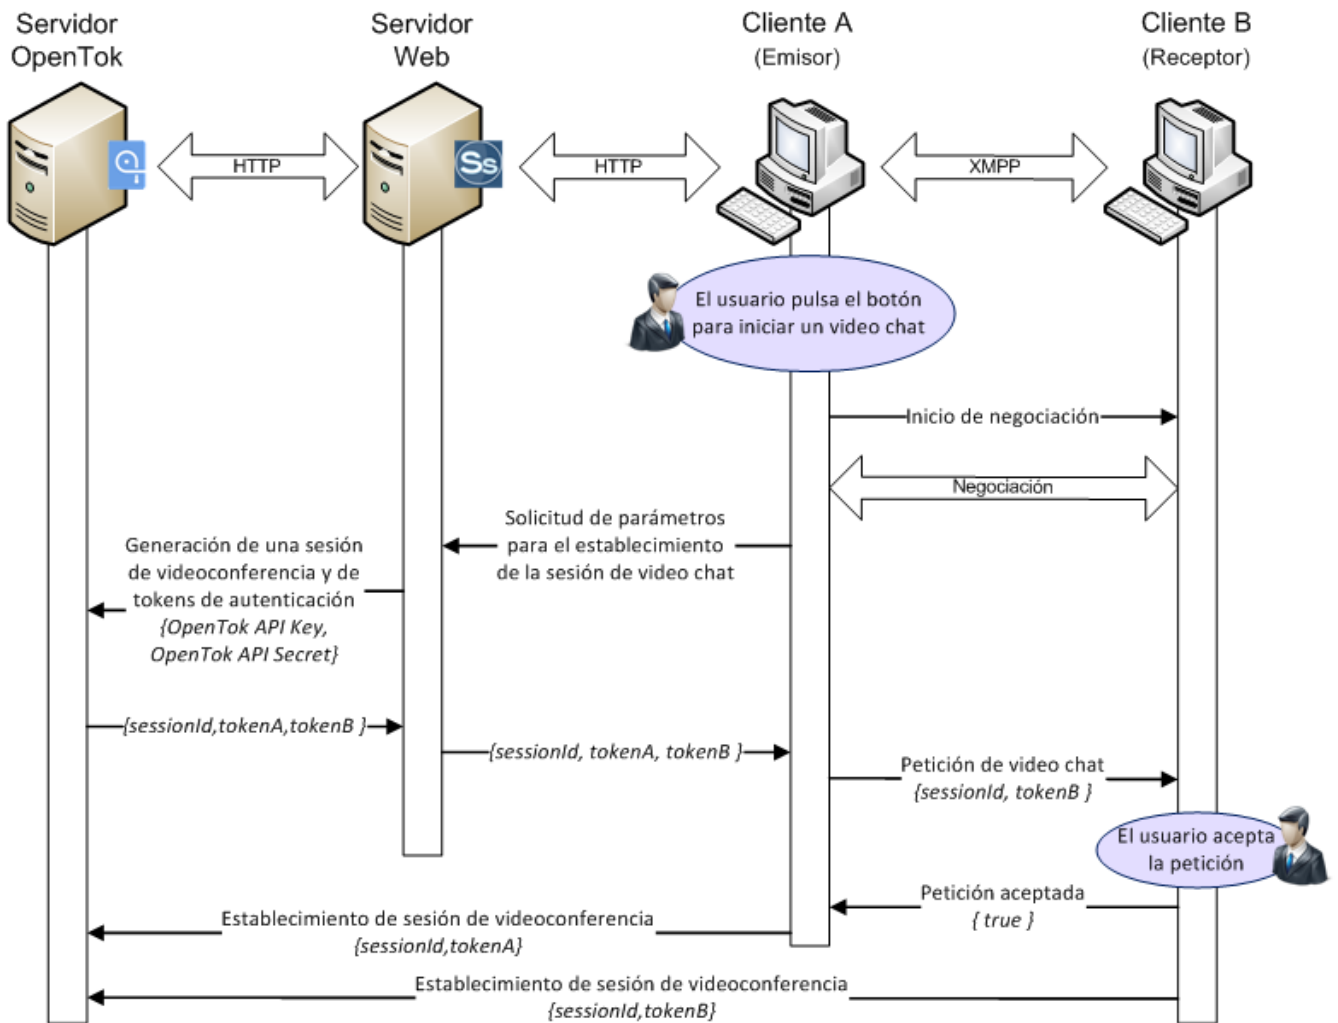 Servidor
OpenTok
Servidor
Web
Cliente A
(Emisor)
Cliente B
(Receptor)
HTTP
Ss
HTTP
XMPP
El usuario pulsa el botón
para iniciar un video chat
Inicio de negociación
Negociación
Solicitud de parámetros
para el establecimiento
de la sesión de video chat
Generación de una sesión
de videoconferencia y de
tokens de autenticación
{OpenTok API Key,
OpenTok API Secret}
{sessionId,tokenA,tokenB }
{sessionId, tokenA, tokenB }
Petición de video chat
{sessionId, tokenB }
El usuario acepta
la petición
Petición aceptada
{ true }
Establecimiento de sesión de videoconferencia
{sessionId,tokenA}
Establecimiento de sesión de videoconferencia
{sessionId,tokenB}